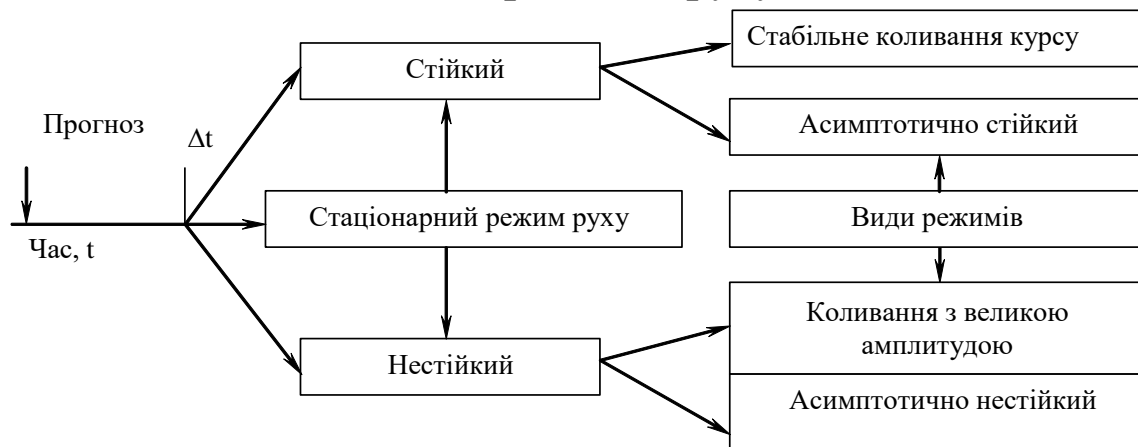 Стабільне коливання курсу
Стійкий
Прогноз
Δt
Асимптотично стійкий
Стаціонарний режим руху
Види режимів
Час, t
Коливання з великою
амплитудою
Нестійкий
Асимптотично нестійкий